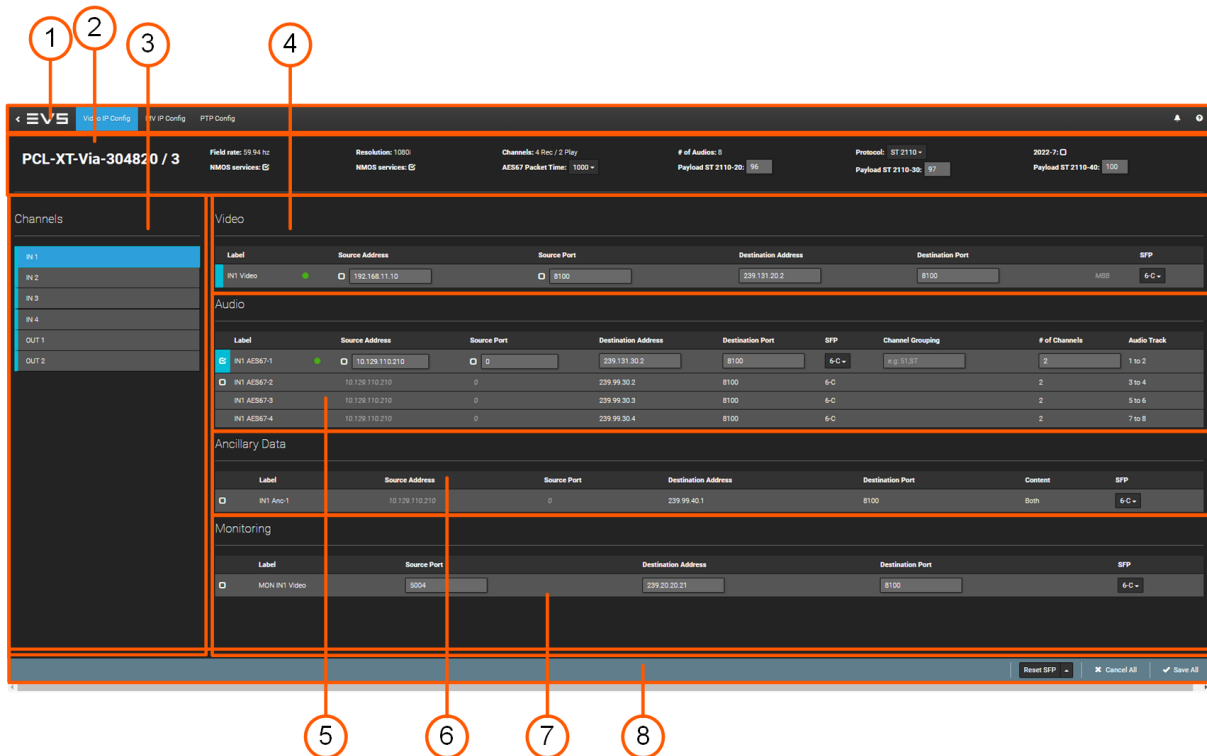 1 2 3 4
EVS Video IP Config MV IP Config PTP Config
PCL-XT-Via-304820 / 3
Field rate: 59.94 hz Resolution: 1080i Channels: 4 Rec / 2 Play # of Audios: 8 Protocol: ST 2110 2022-7:
NMOS services: NMOS services: AES67 Packet Time: 1000 Payload ST 2110-20: 96 Payload ST 2110-30: 97 Payload ST 2110-40: 100
Channels
IN 1
IN 2
IN 3
IN 4
OUT 1
OUT 2
Video
Label Source Address Source Port Destination Address Destination Port SFP
IN1 Video 192.168.11.10 8100 239.131.20.2 8100 MBB 6-C
Audio
Label Source Address Source Port Destination Address Destination Port SFP Channel Grouping # of Channels Audio Track
IN1 AES67-1 10.129.110.210 0 239.131.30.2 8100 6-C e.g: S1,ST 2 1 to 2
IN1 AES67-2 10.129.110.210 0 239.99.30.2 8100 6-C 2 3 to 4
IN1 AES67-3 10.129.110.210 0 239.99.30.3 8100 6-C 2 5 to 6
IN1 AES67-4 10.129.110.210 0 239.99.30.4 8100 6-C 2 7 to 8
Ancillary Data
Label Source Address Source Port Destination Address Destination Port Content SFP
IN1 Anc-1 10.129.110.210 0 239.99.40.1 8100 Both 6-C
Monitoring
Label Source Port Destination Address Destination Port SFP
MON IN1 Video 5004 239.20.20.21 8100 6-C
Reset SFP Cancel All Save All
5 6 7 8